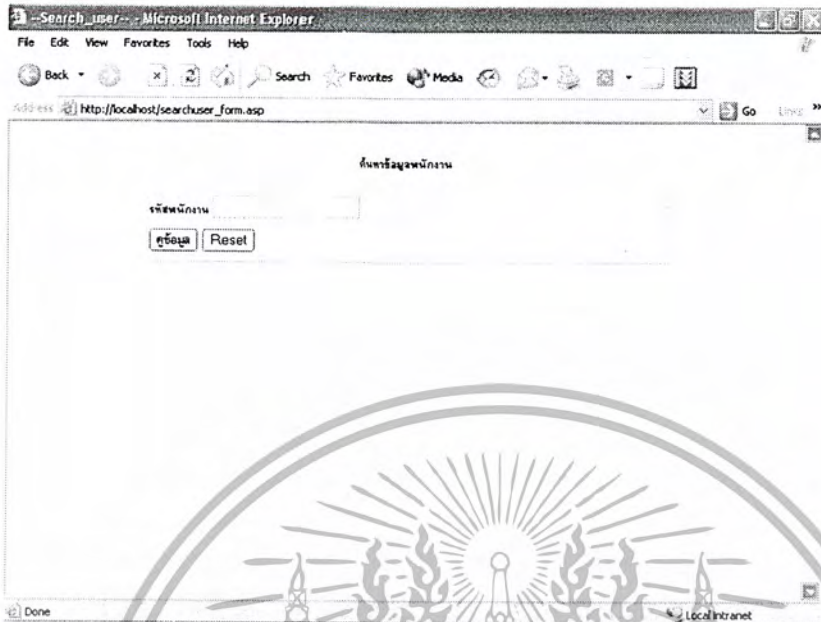 --Search_user-- - Microsoft Internet Explorer
File Edit View Favorites Tools Help
Back Search Favorites Media
Address http://localhost/searchuser_form.asp Go Links »
ค้นหาข้อมูลพนักงาน
รหัสพนักงาน
ดูข้อมูล Reset
Done Local intranet